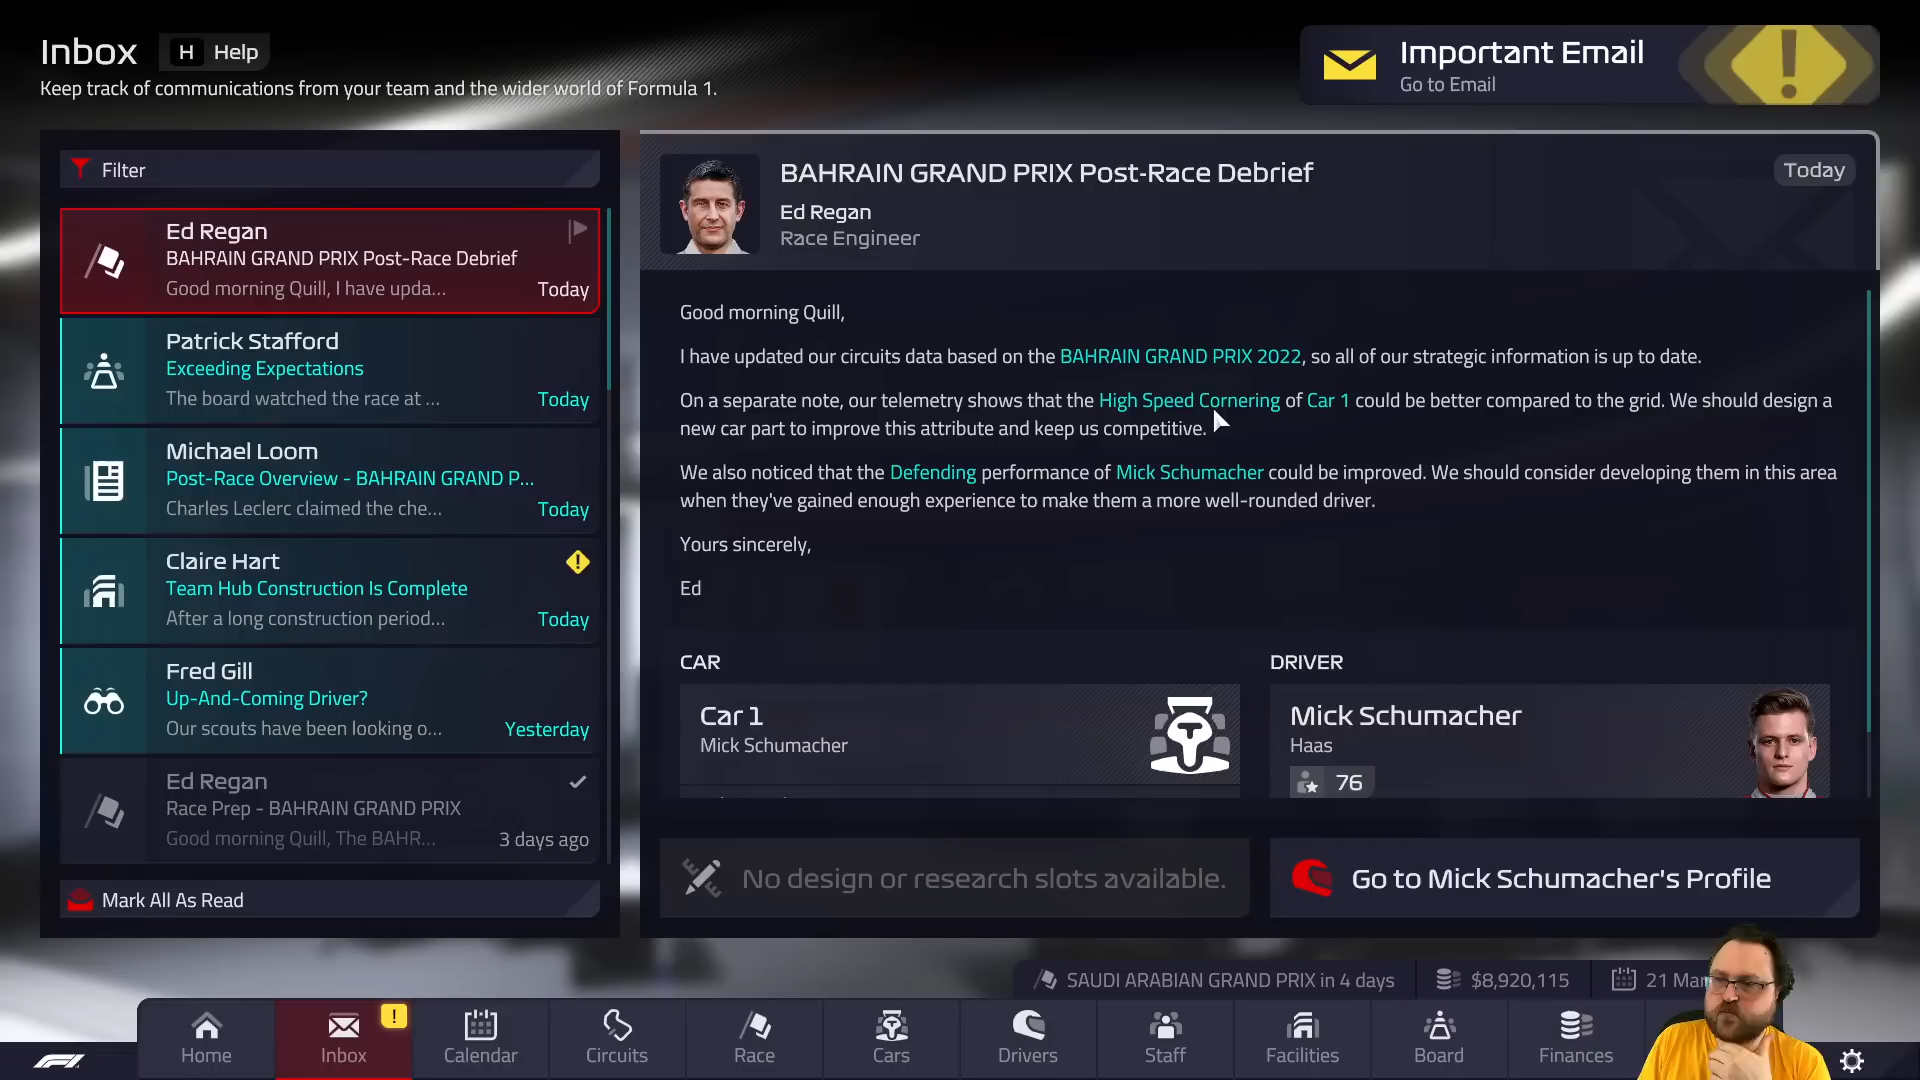 Inbox
H Help
Keep track of communications from your team and the wider world of Formula 1.
Important Email
Go to Email
Filter
Ed Regan
BAHRAIN GRAND PRIX Post-Race Debrief
Good morning Quill, I have upda...
Today
Patrick Stafford
Exceeding Expectations
The board watched the race at ...
Today
Michael Loom
Post-Race Overview - BAHRAIN GRAND P...
Charles Leclerc claimed the che...
Today
Claire Hart
Team Hub Construction Is Complete
After a long construction period...
Today
Fred Gill
Up-And-Coming Driver?
Our scouts have been looking o...
Yesterday
Ed Regan
Race Prep - BAHRAIN GRAND PRIX
Good morning Quill, The BAHR...
3 days ago
Mark All As Read
BAHRAIN GRAND PRIX Post-Race Debrief
Today
Ed Regan
Race Engineer
Good morning Quill,
I have updated our circuits data based on the BAHRAIN GRAND PRIX 2022, so all of our strategic information is up to date.
On a separate note, our telemetry shows that the High Speed Cornering of Car 1 could be better compared to the grid. We should design a
new car part to improve this attribute and keep us competitive.
We also noticed that the Defending performance of Mick Schumacher could be improved. We should consider developing them in this area
when they've gained enough experience to make them a more well-rounded driver.
Yours sincerely,
Ed
CAR
Car 1
Mick Schumacher
DRIVER
Mick Schumacher
Haas
76
No design or research slots available.
Go to Mick Schumacher's Profile
SAUDI ARABIAN GRAND PRIX in 4 days
$8,920,115
21 Mar
Home
Inbox
Calendar
Circuits
Race
Cars
Drivers
Staff
Facilities
Board
Finances